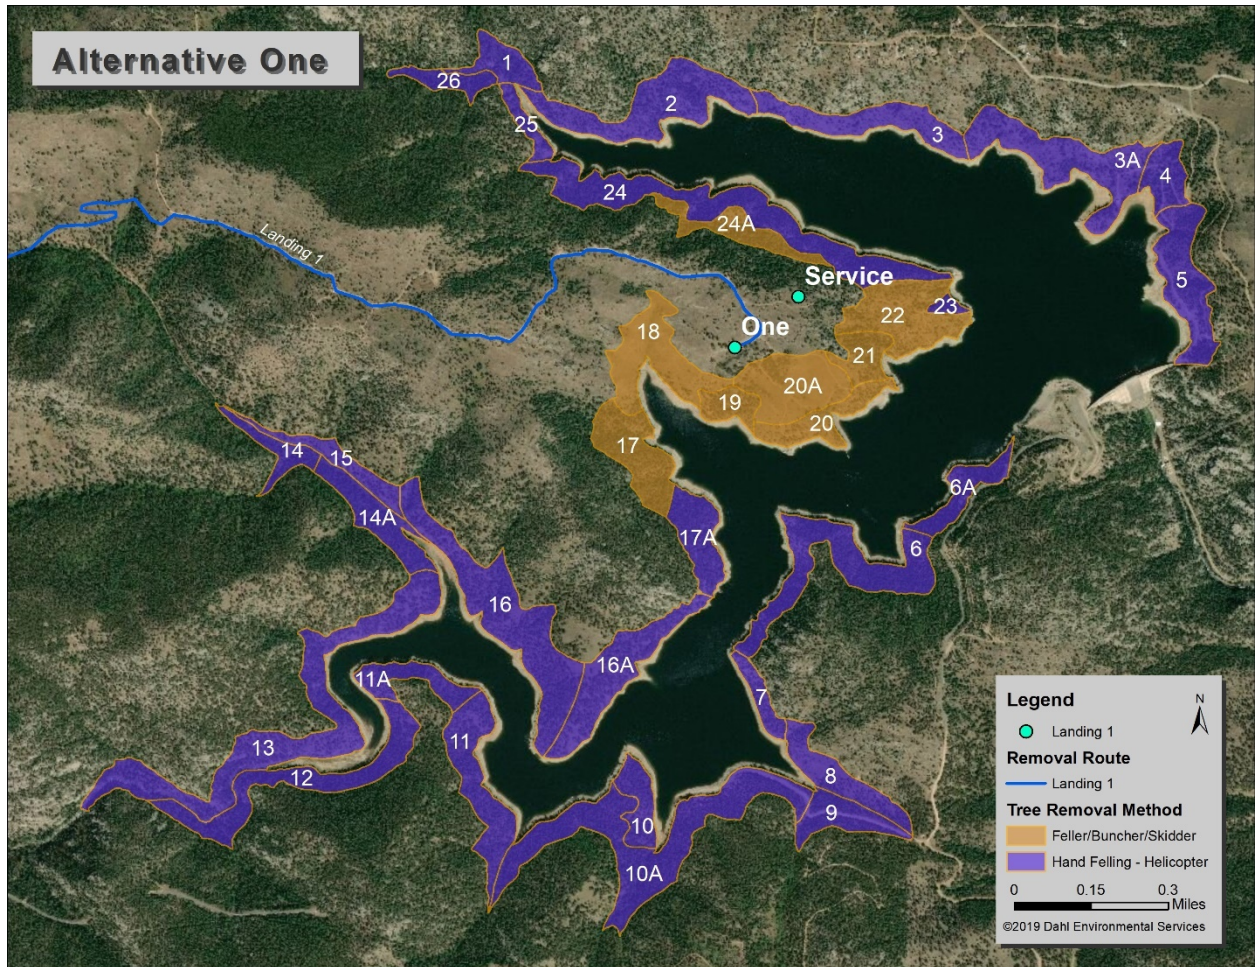 Alternative One
1
26
2
25
3
3A
4
24
24A
5
Landing 1
Service
23
22
One
18
21
20A
19
20
17
14
15
6A
14A
17A
6
16
16A
11A
7
11
13
12
8
9
10
10A
Legend
N
Landing 1
Removal Route
Landing 1
Tree Removal Method
Feller/Buncher/Skidder
Hand Felling - Helicopter
0 0.15 0.3
Miles
©2019 Dahl Environmental Services